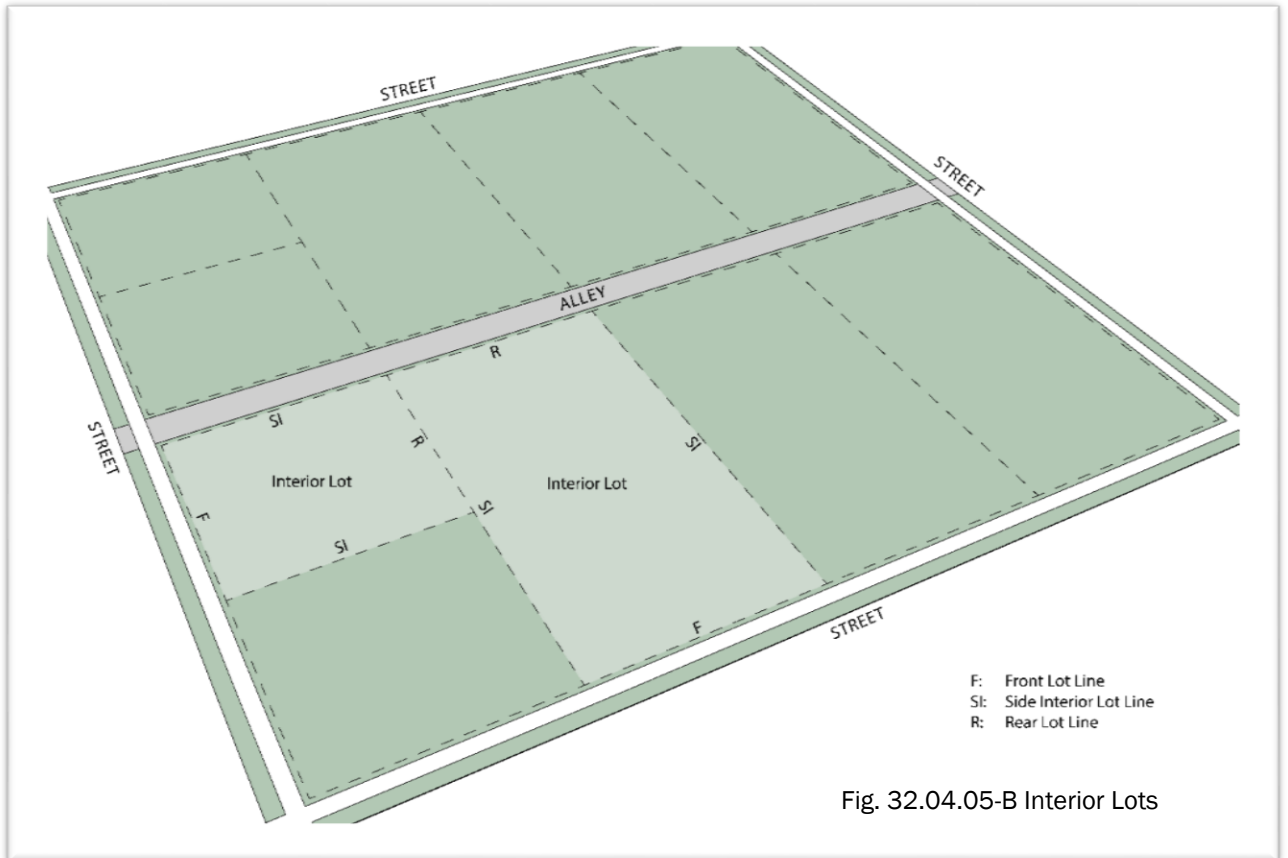 STREET
STREET
ALLEY
R
SI
R
SI
STREET
Interior Lot
Interior Lot
SI
F
SI
F
STREET
F: Front Lot Line
SI: Side Interior Lot Line
R: Rear Lot Line
Fig. 32.04.05-B Interior Lots